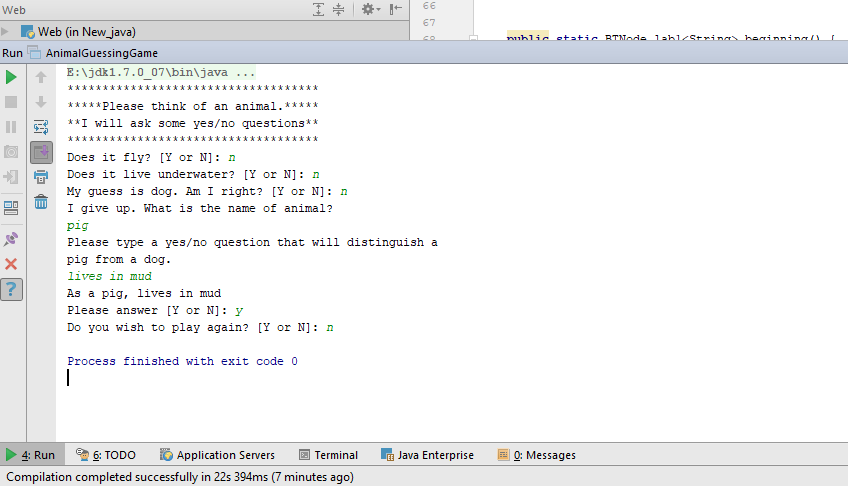 Web
66
Web (in New_java)
67
68 public static BTNode_lab1<String> beginning() {
Run AnimalGuessingGame
E:\jdk1.7.0_07\bin\java ...
************************************
*****Please think of an animal.*****
**I will ask some yes/no questions**
************************************
Does it fly? [Y or N]: n
Does it live underwater? [Y or N]: n
My guess is dog. Am I right? [Y or N]: n
I give up. What is the name of animal?
pig
Please type a yes/no question that will distinguish a
pig from a dog.
lives in mud
As a pig, lives in mud
Please answer [Y or N]: y
Do you wish to play again? [Y or N]: n
Process finished with exit code 0
4: Run 6: TODO Application Servers Terminal Java Enterprise 0: Messages
Compilation completed successfully in 22s 394ms (7 minutes ago)